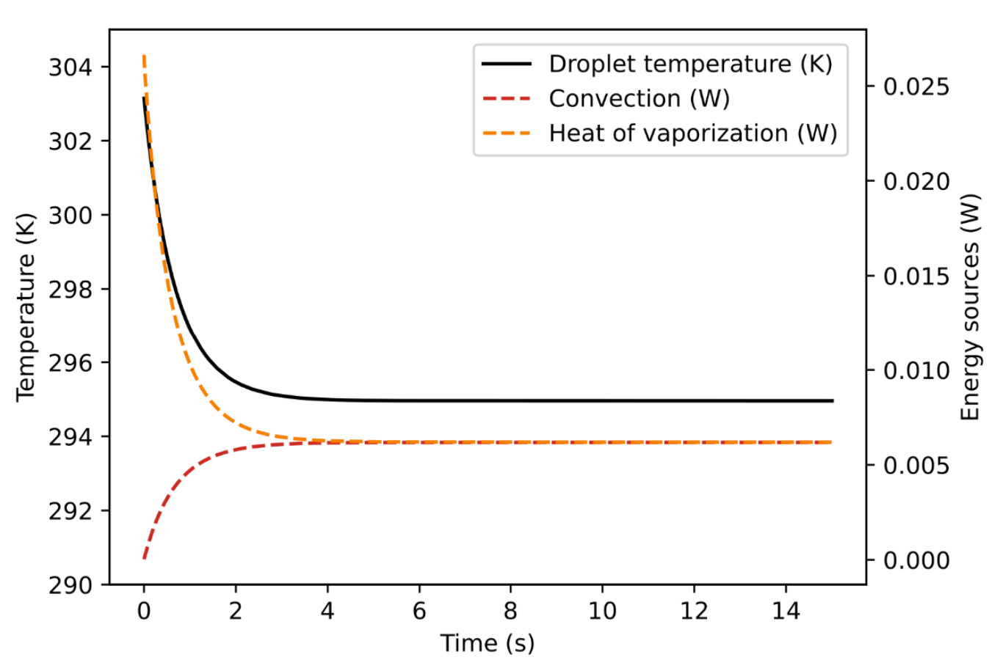 Droplet temperature (K)
Convection (W)
Heat of vaporization (W)
Temperature (K)
304
302
300
298
296
294
292
290
0.025
0.020
0.015
0.010
0.005
0.000
Energy sources (W)
0 2 4 6 8 10 12 14
Time (s)